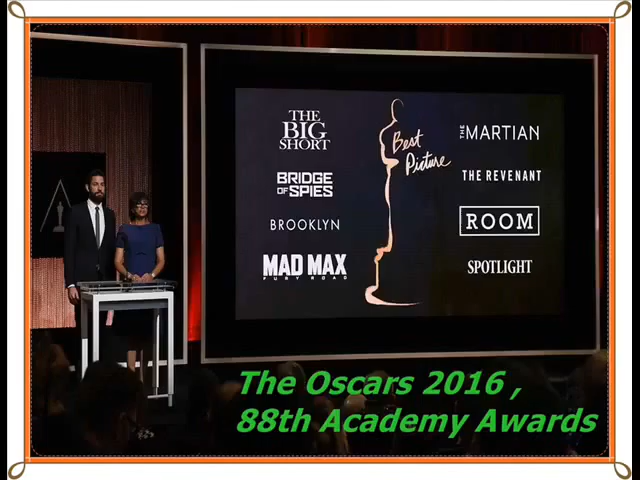 THE
BIG
SHORT
BRIDGE
OF SPIES
BROOKLYN
MAD MAX
FURY ROAD
Best
Picture
THE MARTIAN
THE REVENANT
ROOM
SPOTLIGHT
The Oscars 2016 ,
88th Academy Awards